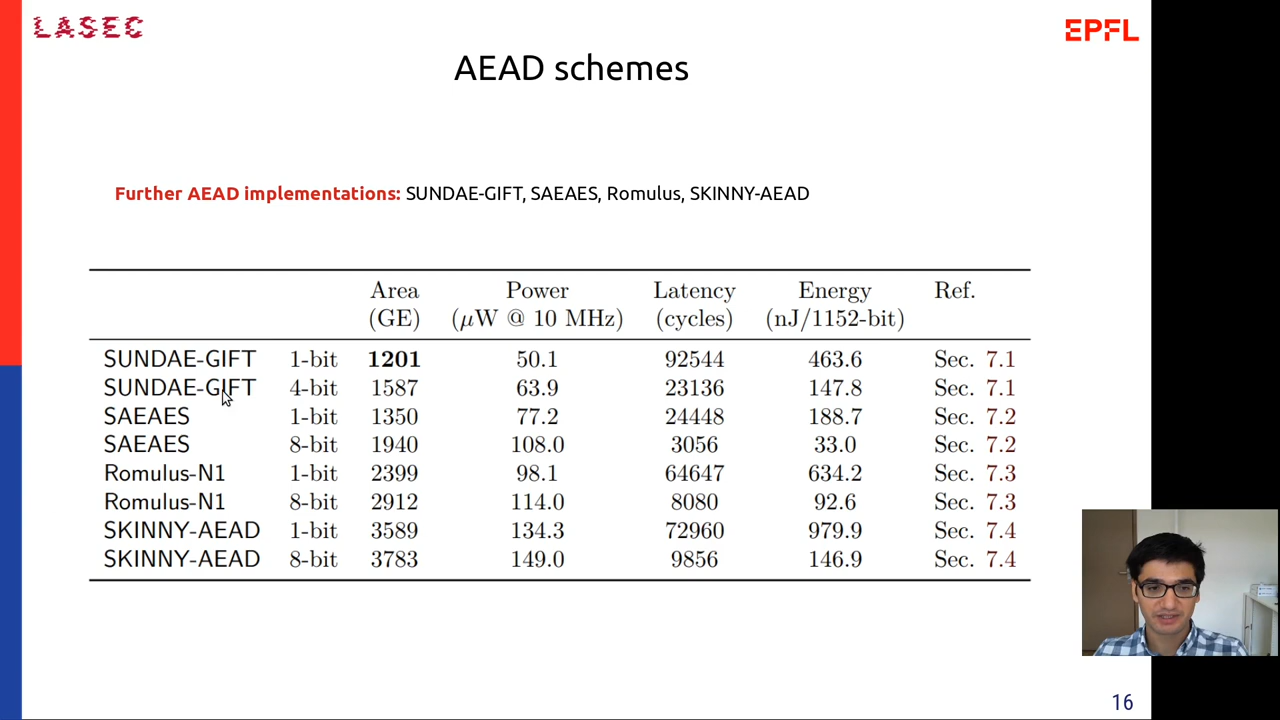 LASEC
EPFL
AEAD schemes
Further AEAD implementations: SUNDAE-GIFT, SAEAES, Romulus, SKINNY-AEAD
Area Power Latency Energy Ref.
(GE) (μW @ 10 MHz) (cycles) (nJ/1152-bit)
SUNDAE-GIFT 1-bit 1201 50.1 92544 463.6 Sec. 7.1
SUNDAE-GIFT 4-bit 1587 63.9 23136 147.8 Sec. 7.1
SAEAES 1-bit 1350 77.2 24448 188.7 Sec. 7.2
SAEAES 8-bit 1940 108.0 3056 33.0 Sec. 7.2
Romulus-N1 1-bit 2399 98.1 64647 634.2 Sec. 7.3
Romulus-N1 8-bit 2912 114.0 8080 92.6 Sec. 7.3
SKINNY-AEAD 1-bit 3589 134.3 72960 979.9 Sec. 7.4
SKINNY-AEAD 8-bit 3783 149.0 9856 146.9 Sec. 7.4
16